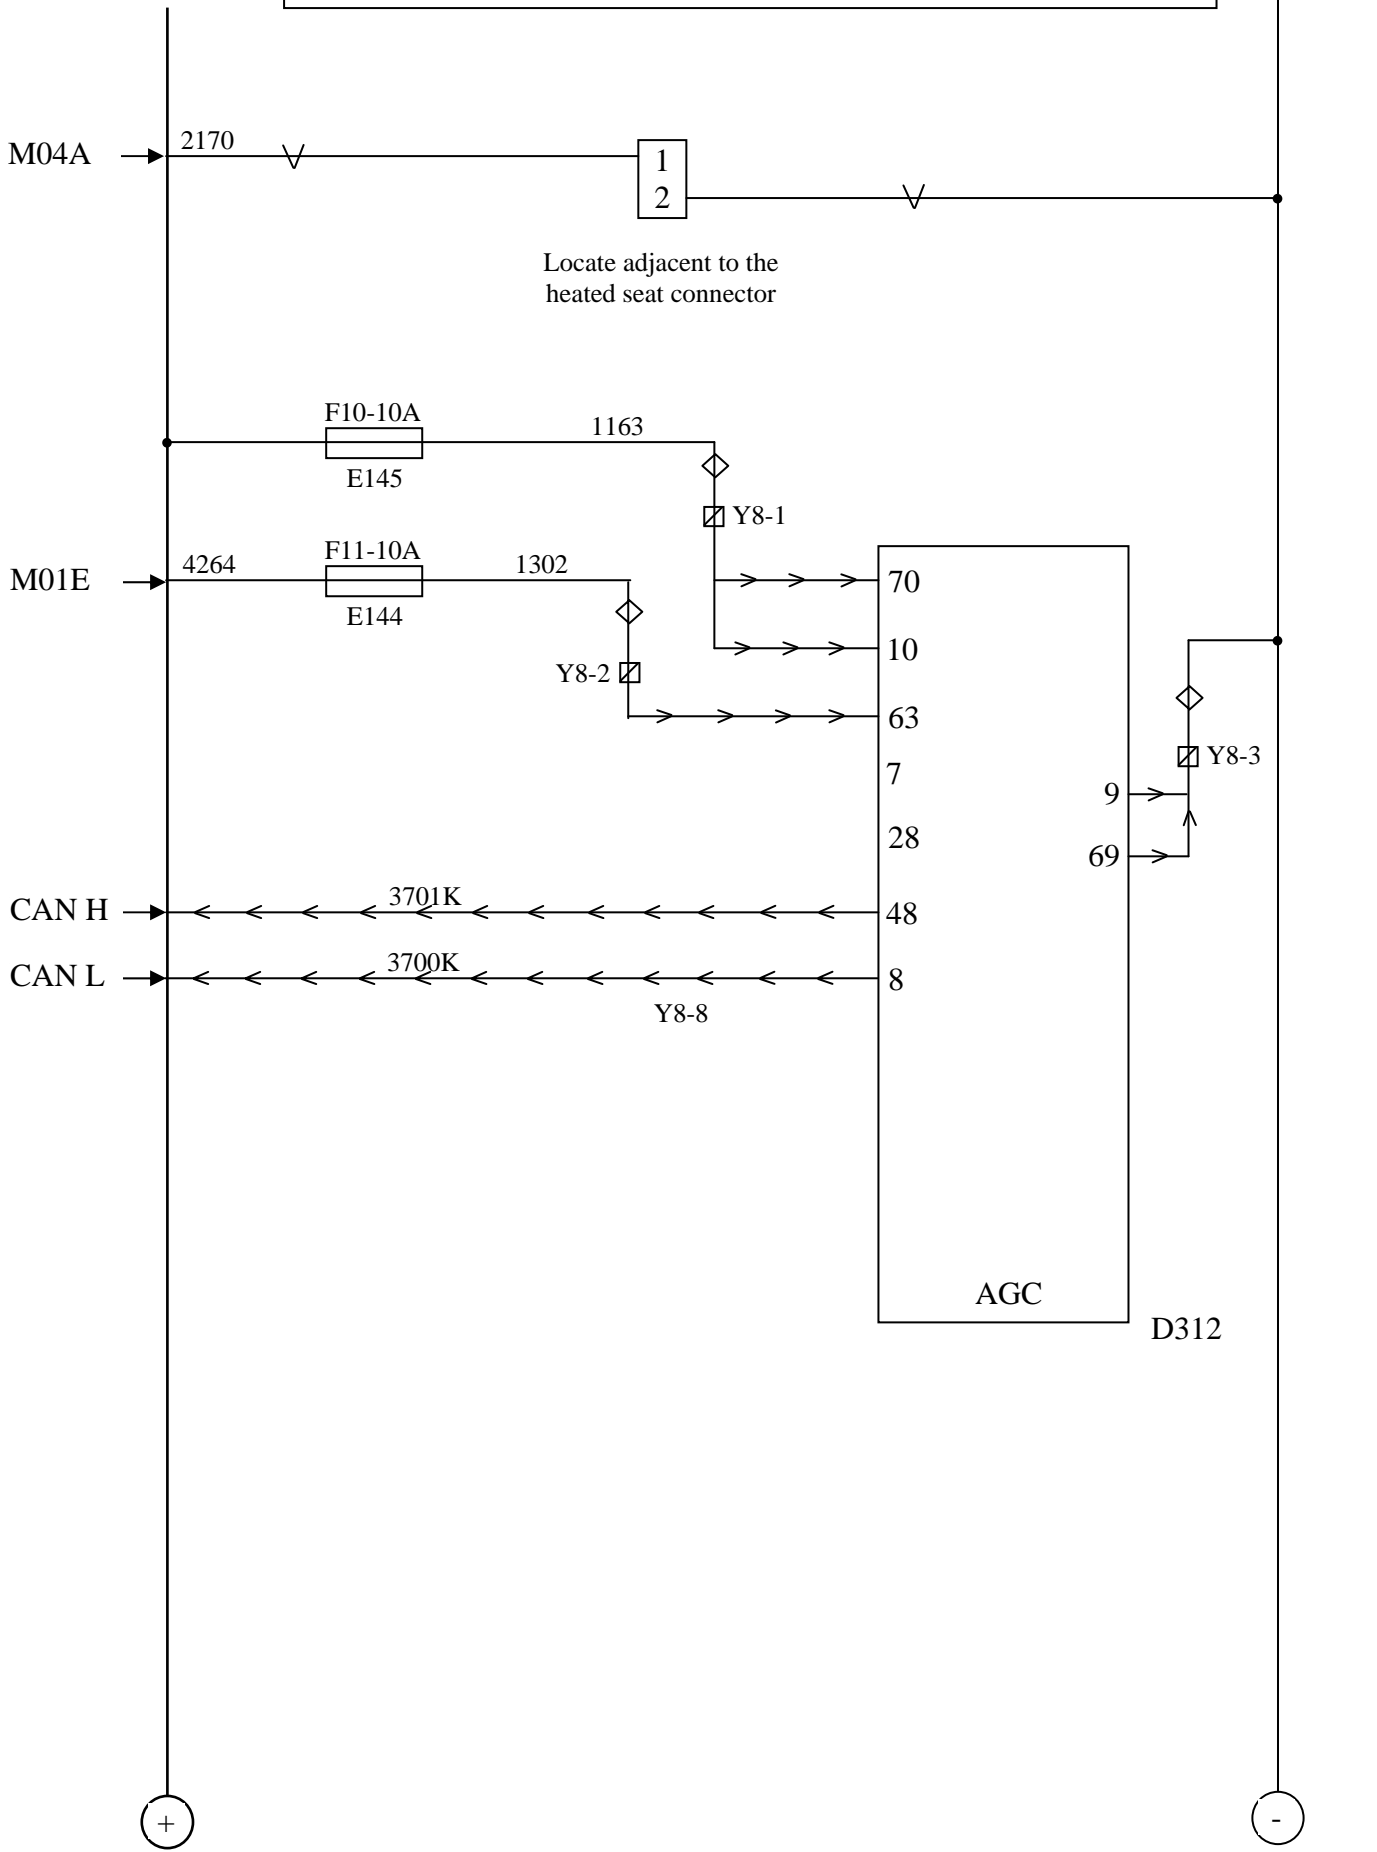 2170
M04A
1
2
Locate adjacent to the
heated seat connector
F10-10A
1163
E145
Y8-1
F11-10A
4264
1302
M01E
70
E144
10
Y8-2
63
Y8-3
7
9
28
69
3701K
CAN H
48
3700K
CAN L
8
Y8-8
AGC
D312
+
-